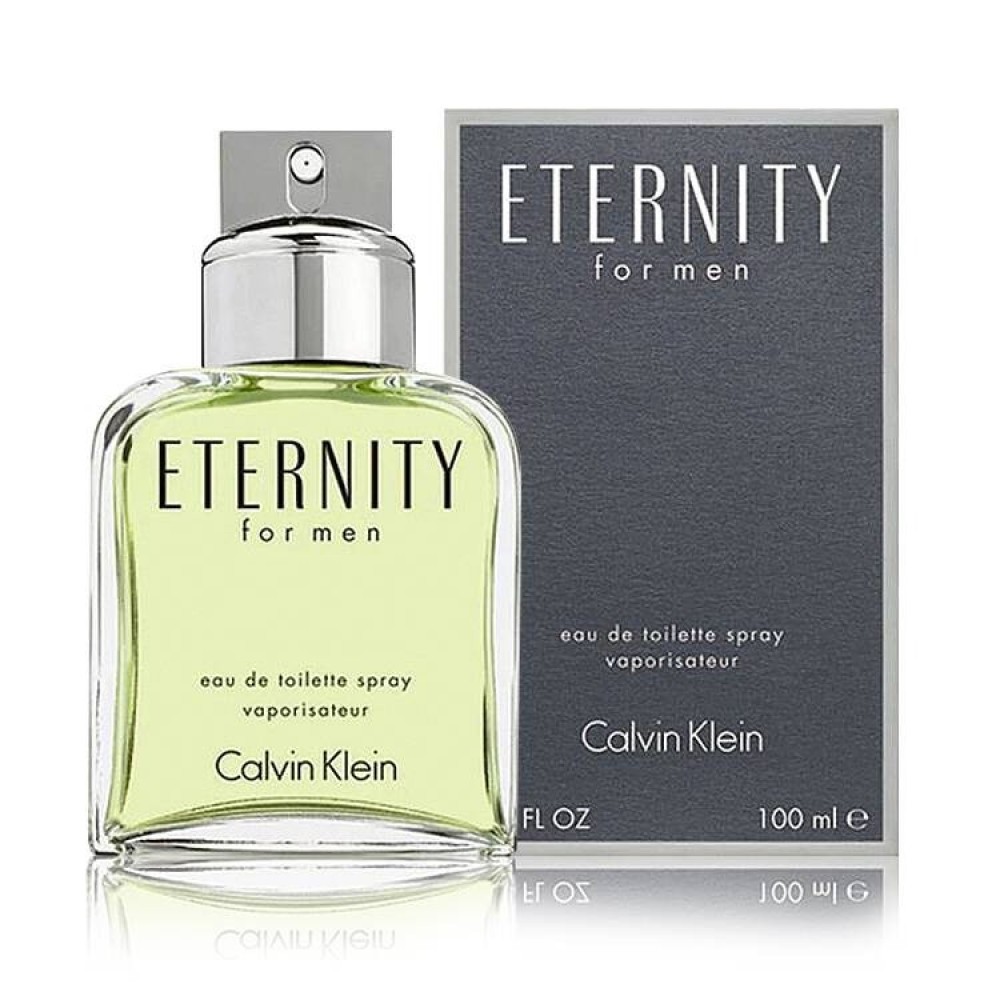 ETERNITY
for men
eau de toilette spray
vaporisateur
Calvin Klein
ETERNITY
for men
eau de toilette spray
vaporisateur
Calvin Klein
FL OZ 100 ml ℮